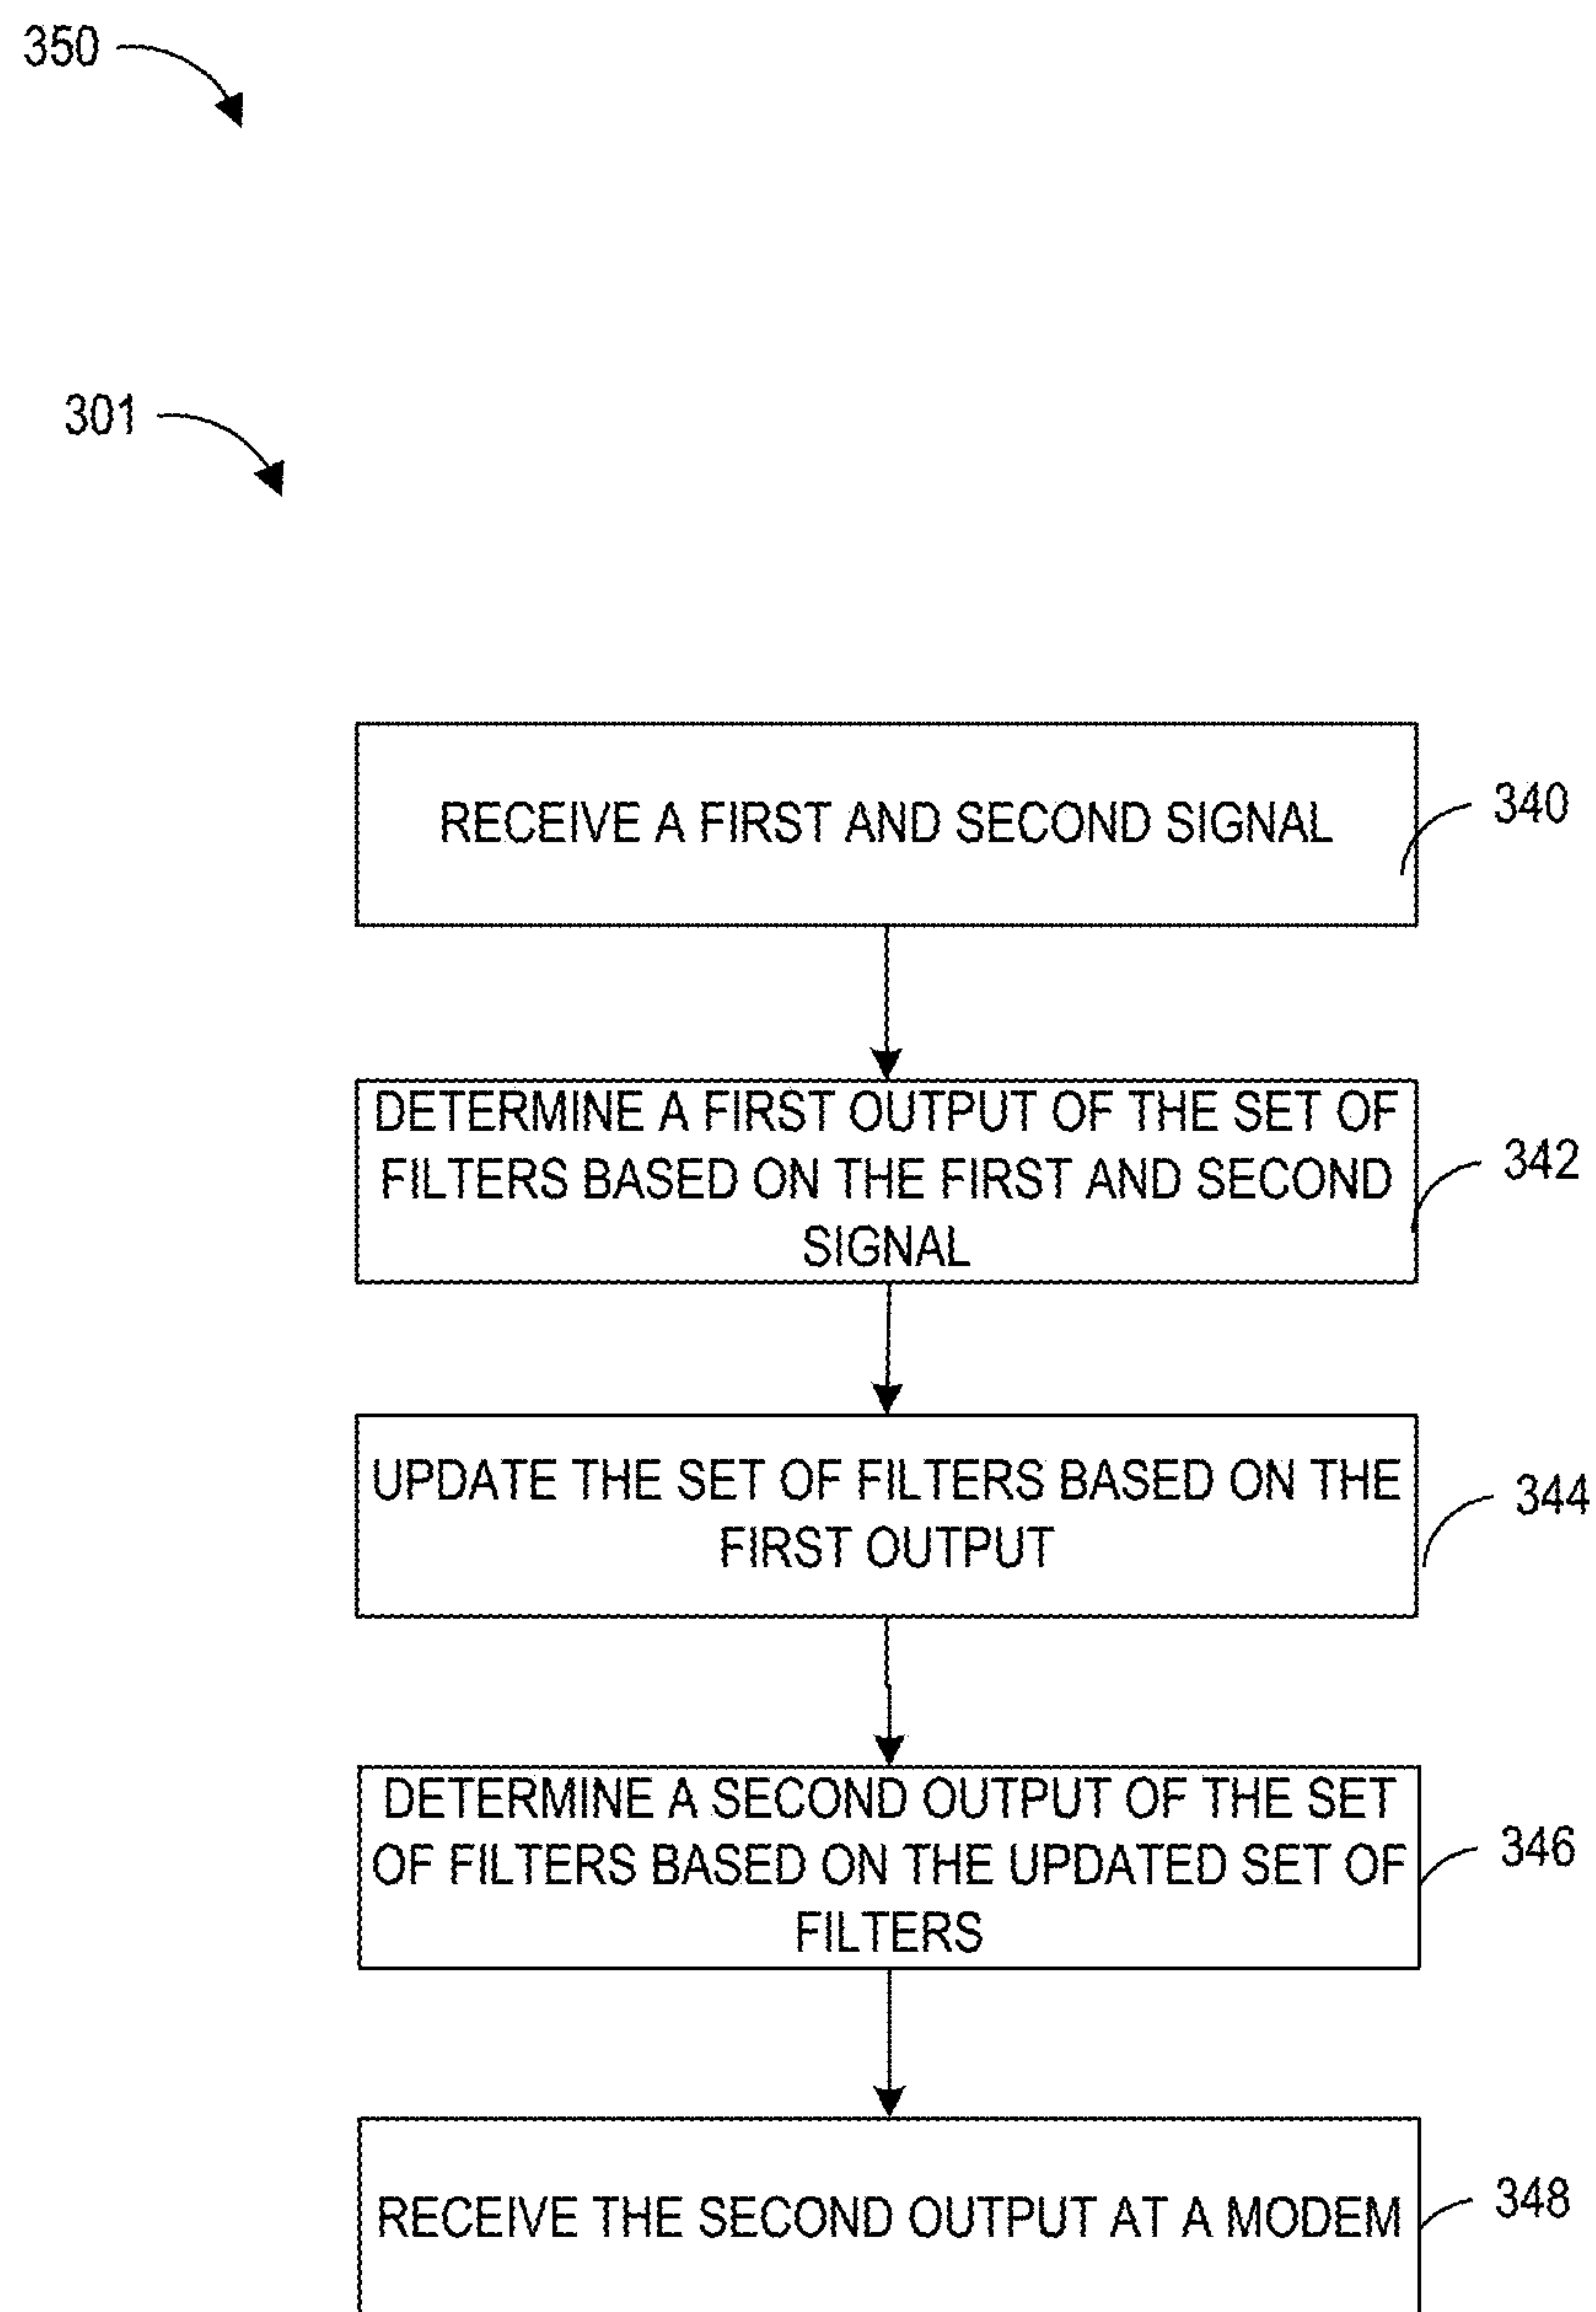 350
301
RECEIVE A FIRST AND SECOND SIGNAL
340
DETERMINE A FIRST OUTPUT OF THE SET OF
FILTERS BASED ON THE FIRST AND SECOND
SIGNAL
342
UPDATE THE SET OF FILTERS BASED ON THE
FIRST OUTPUT
344
DETERMINE A SECOND OUTPUT OF THE SET
OF FILTERS BASED ON THE UPDATED SET OF
FILTERS
346
RECEIVE THE SECOND OUTPUT AT A MODEM
348